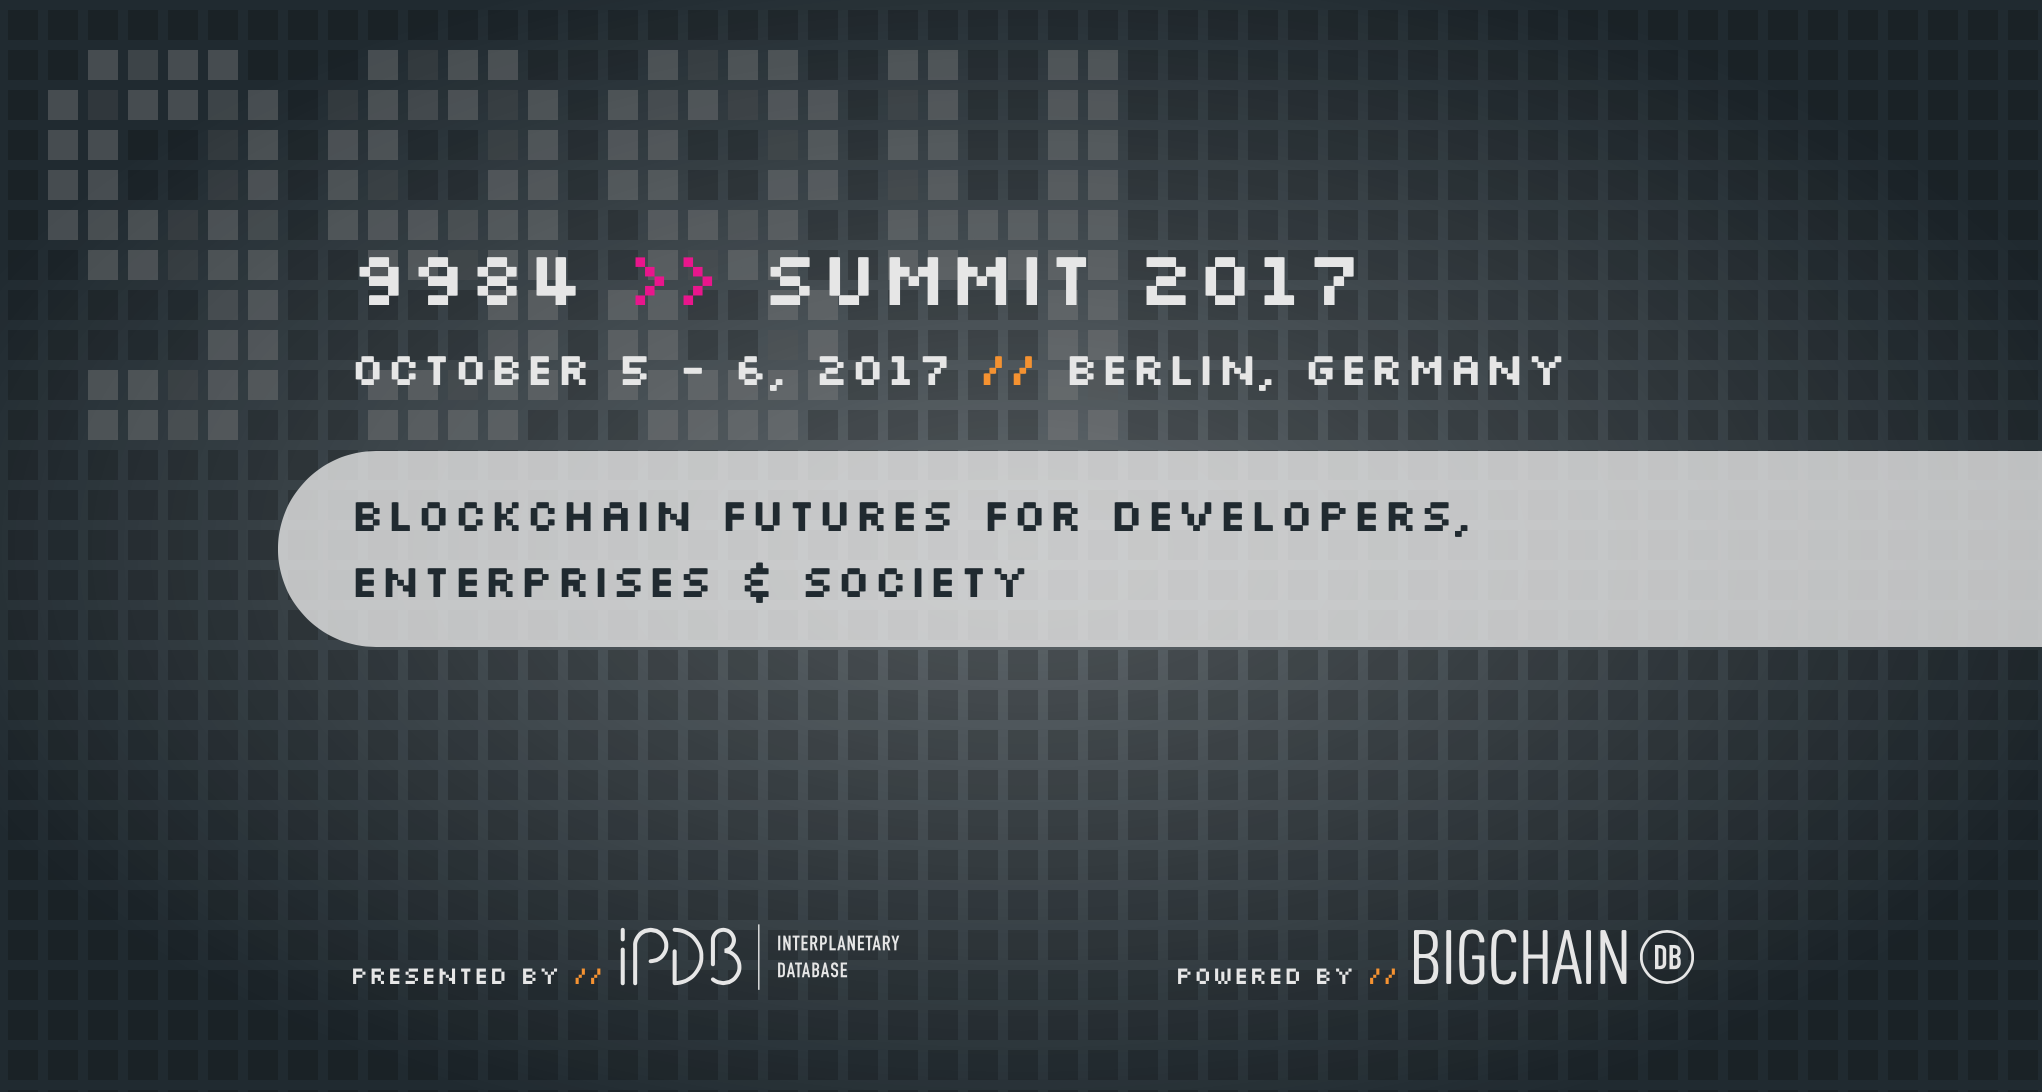 9984 >> SUMMIT 2017
OCTOBER 5 - 6, 2017 // BERLIN, GERMANY
BLOCKCHAIN FUTURES FOR DEVELOPERS,
ENTERPRISES & SOCIETY
PRESENTED BY // iPDB | INTERPLANETARY
DATABASE
POWERED BY // BIGCHAIN DB